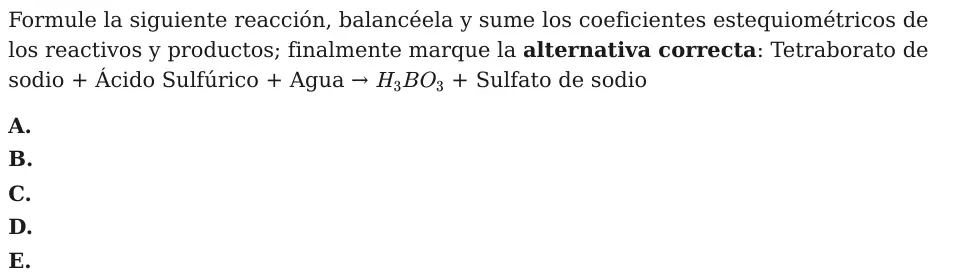 Formule la siguiente reacción, balancéela y sume los coeficientes estequiométricos de
los reactivos y productos; finalmente marque la alternativa correcta: Tetraborato de
sodio + Ácido Sulfúrico + Agua → H₃BO₃ + Sulfato de sodio
A.
B.
C.
D.
E.